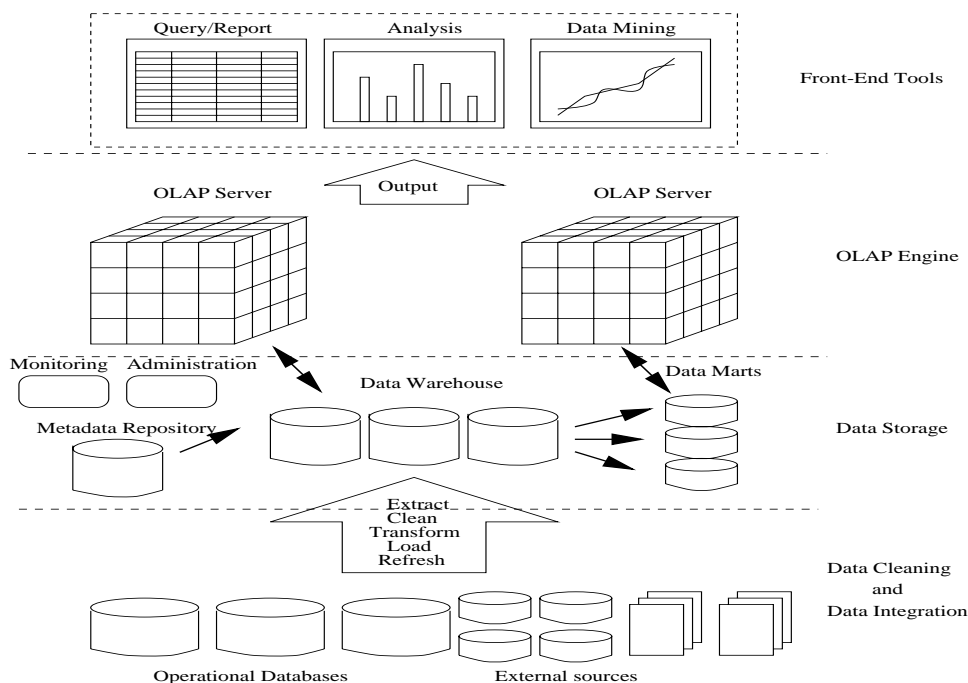 Query/Report
Analysis
Data Mining
Front-End Tools
Output
OLAP Server
OLAP Server
OLAP Engine
Monitoring
Administration
Data Warehouse
Data Marts
Metadata Repository
Data Storage
Extract
Clean
Transform
Load
Refresh
Data Cleaning
and
Data Integration
Operational Databases
External sources